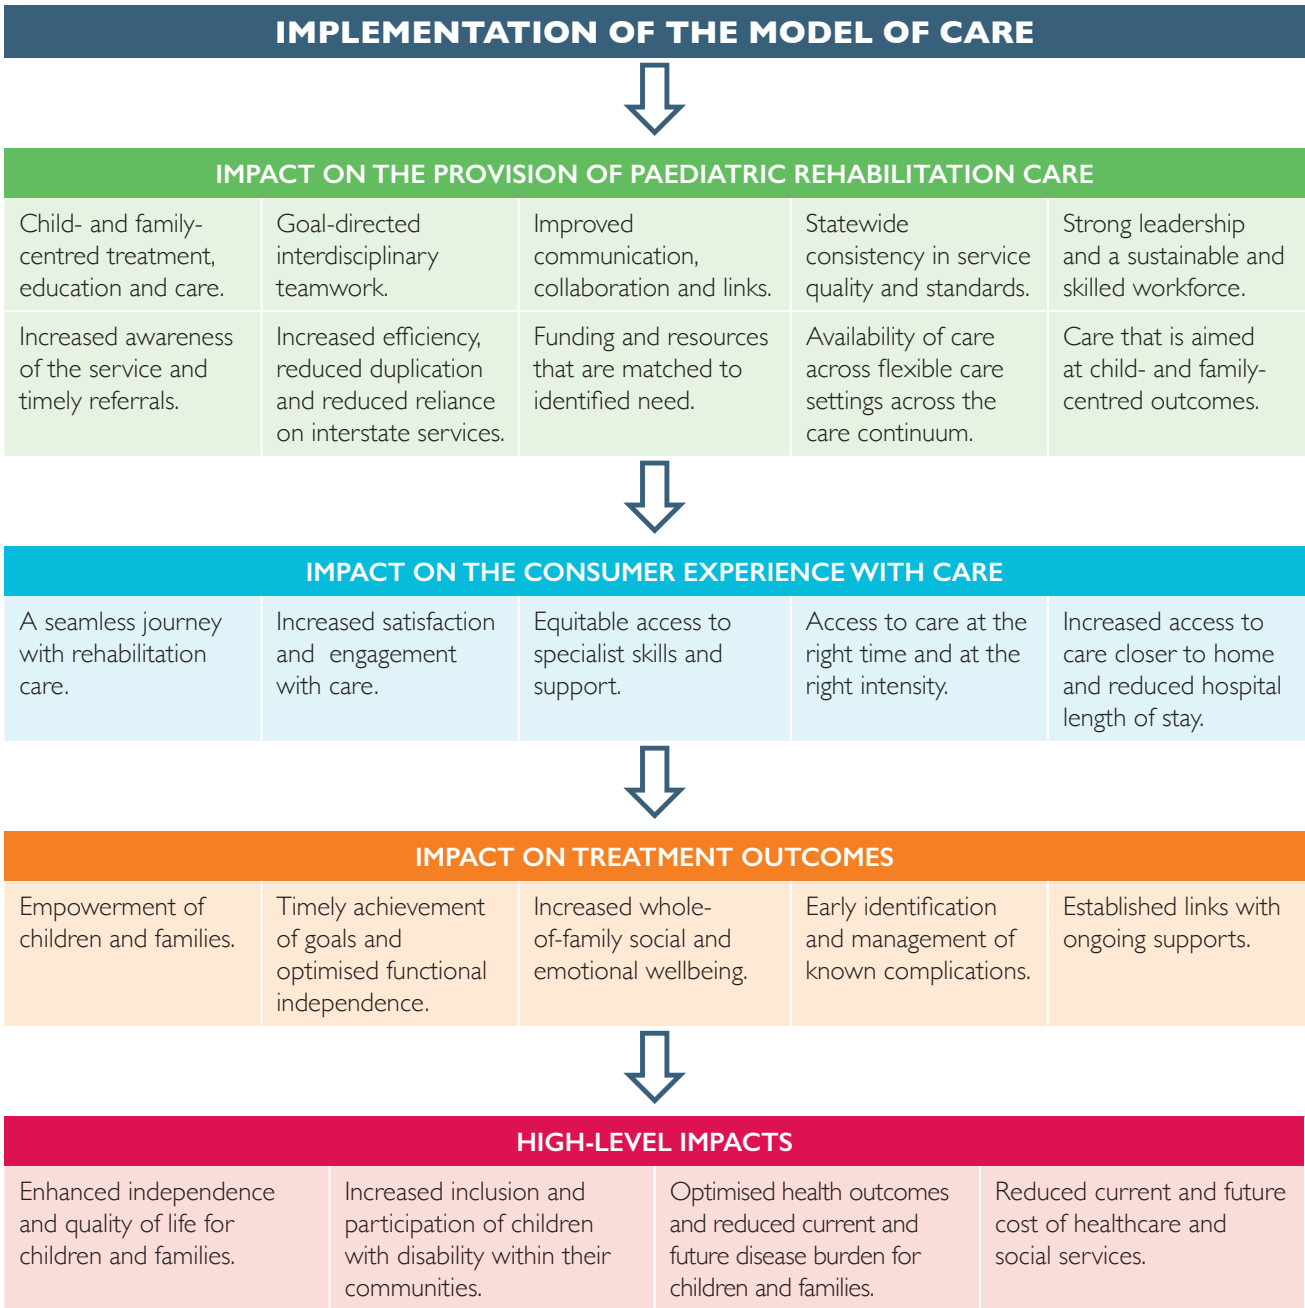 IMPLEMENTATION OF THE MODEL OF CARE
IMPACT ON THE PROVISION OF PAEDIATRIC REHABILITATION CARE
Child- and family-
centred treatment,
education and care.
Goal-directed
interdisciplinary
teamwork.
Improved
communication,
collaboration and links.
Statewide
consistency in service
quality and standards.
Strong leadership
and a sustainable and
skilled workforce.
Increased awareness
of the service and
timely referrals.
Increased efficiency,
reduced duplication
and reduced reliance
on interstate services.
Funding and resources
that are matched to
identified need.
Availability of care
across flexible care
settings across the
care continuum.
Care that is aimed
at child- and family-
centred outcomes.
IMPACT ON THE CONSUMER EXPERIENCE WITH CARE
A seamless journey
with rehabilitation
care.
Increased satisfaction
and engagement
with care.
Equitable access to
specialist skills and
support.
Access to care at the
right time and at the
right intensity.
Increased access to
care closer to home
and reduced hospital
length of stay.
IMPACT ON TREATMENT OUTCOMES
Empowerment of
children and families.
Timely achievement
of goals and
optimised functional
independence.
Increased whole-
of-family social and
emotional wellbeing.
Early identification
and management of
known complications.
Established links with
ongoing supports.
HIGH-LEVEL IMPACTS
Enhanced independence
and quality of life for
children and families.
Increased inclusion and
participation of children
with disability within their
communities.
Optimised health outcomes
and reduced current and
future disease burden for
children and families.
Reduced current and future
cost of healthcare and
social services.